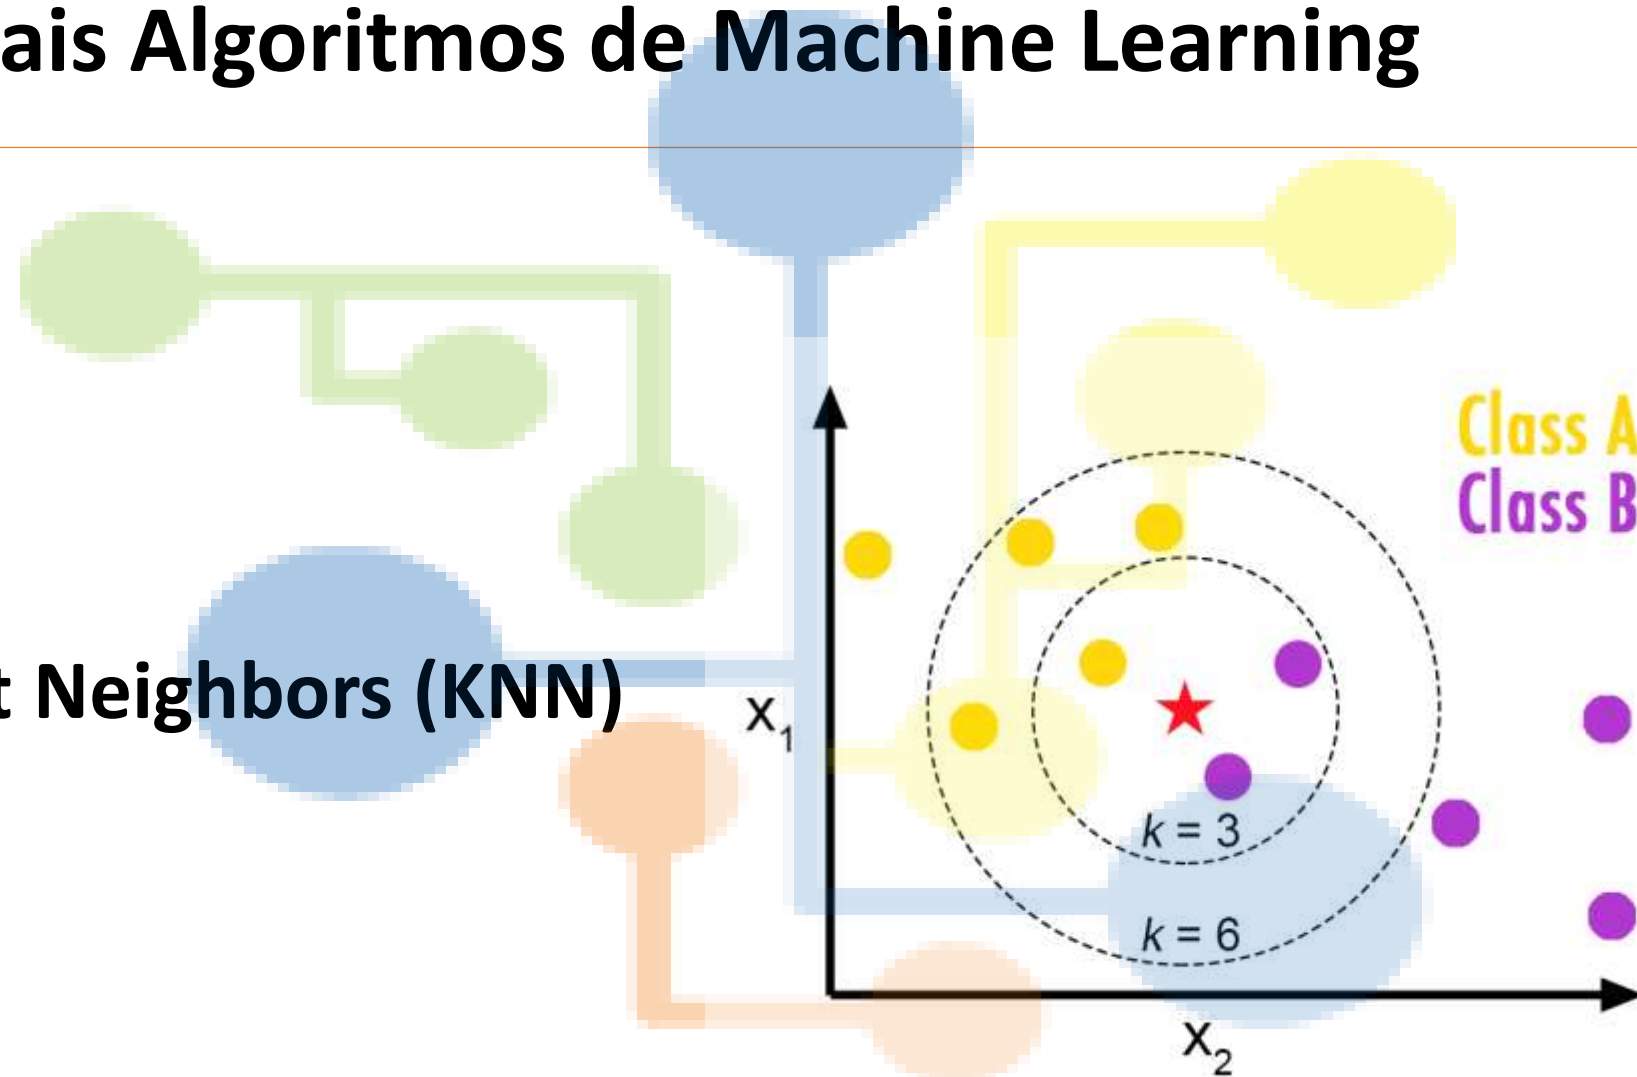 ais Algoritmos de Machine Learning
Class A
Class B
t Neighbors (KNN)
x1
k = 3
k = 6
x2